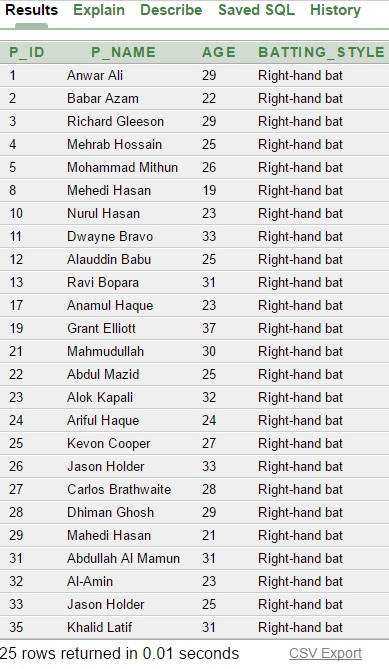 Results Explain Describe Saved SQL History
P_ID P_NAME AGE BATTING_STYLE
1 Anwar Ali 29 Right-hand bat
2 Babar Azam 22 Right-hand bat
3 Richard Gleeson 29 Right-hand bat
4 Mehrab Hossain 25 Right-hand bat
5 Mohammad Mithun 26 Right-hand bat
8 Mehedi Hasan 19 Right-hand bat
10 Nurul Hasan 23 Right-hand bat
11 Dwayne Bravo 33 Right-hand bat
12 Alauddin Babu 25 Right-hand bat
13 Ravi Bopara 31 Right-hand bat
17 Anamul Haque 23 Right-hand bat
19 Grant Elliott 37 Right-hand bat
21 Mahmudullah 30 Right-hand bat
22 Abdul Mazid 25 Right-hand bat
23 Alok Kapali 32 Right-hand bat
24 Ariful Haque 24 Right-hand bat
25 Kevon Cooper 27 Right-hand bat
26 Jason Holder 33 Right-hand bat
27 Carlos Brathwaite 28 Right-hand bat
28 Dhiman Ghosh 29 Right-hand bat
29 Mahedi Hasan 21 Right-hand bat
31 Abdullah Al Mamun 31 Right-hand bat
32 Al-Amin 23 Right-hand bat
33 Jason Holder 25 Right-hand bat
35 Khalid Latif 31 Right-hand bat
25 rows returned in 0.01 seconds CSV Export